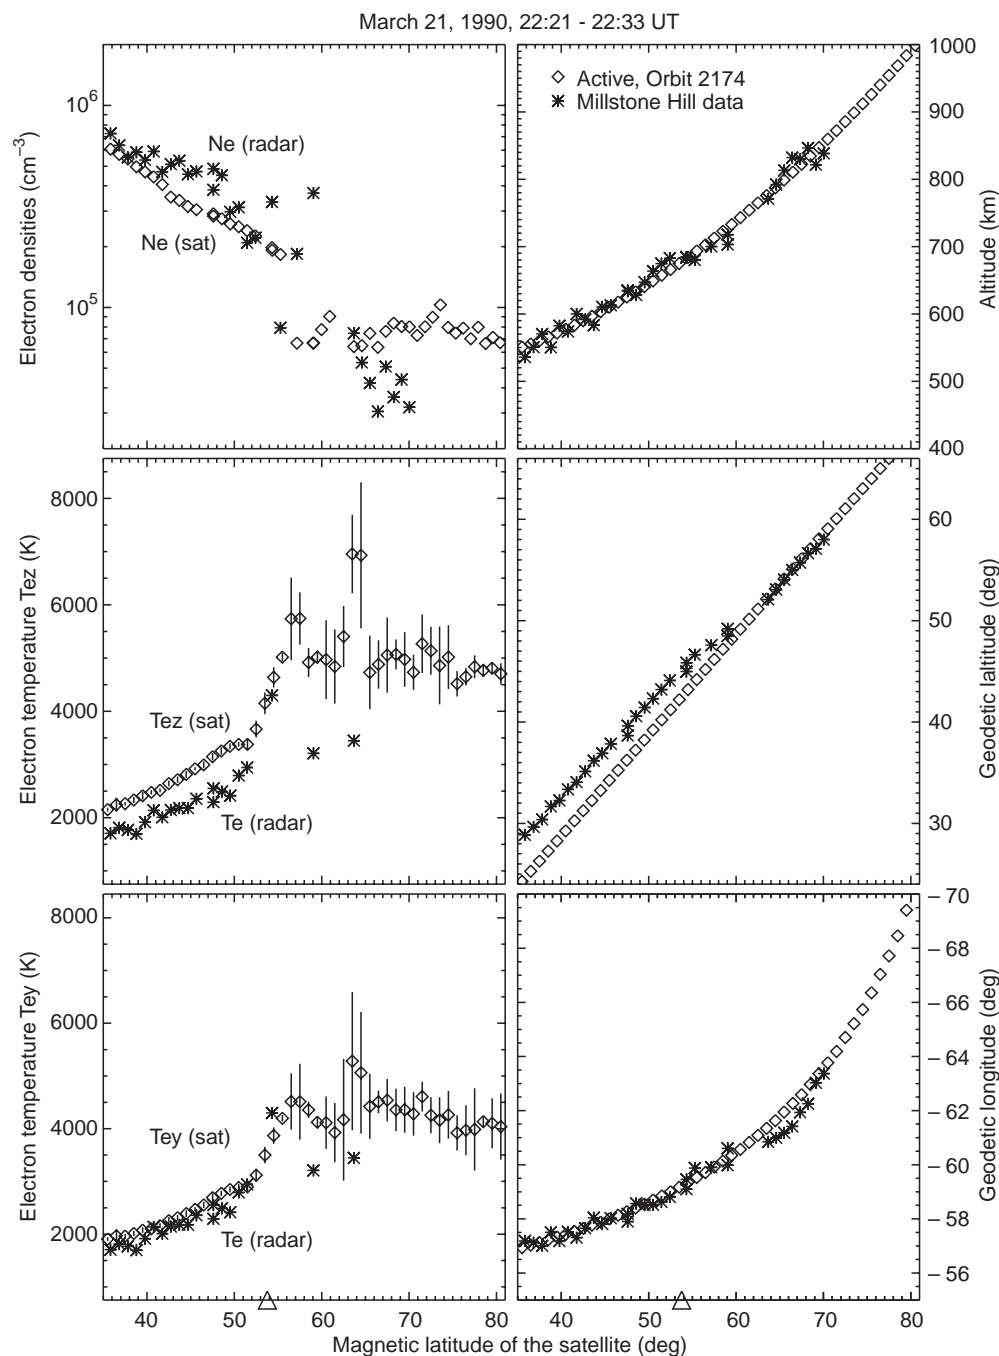 March 21, 1990, 22:21 - 22:33 UT
Electron densities (cm⁻³)
10⁶
10⁵
Ne (radar)
Ne (sat)
Active, Orbit 2174
Millstone Hill data
1000
900
800
700
600
500
400
Altitude (km)
Electron temperature Tez (K)
8000
6000
4000
2000
Tez (sat)
Te (radar)
60
50
40
30
Geodetic latitude (deg)
Electron temperature Tey (K)
8000
6000
4000
2000
Tey (sat)
Te (radar)
– 70
– 68
– 66
– 64
– 62
– 60
– 58
– 56
Geodetic longitude (deg)
40 50 60 70 80 40 50 60 70 80
Magnetic latitude of the satellite (deg)